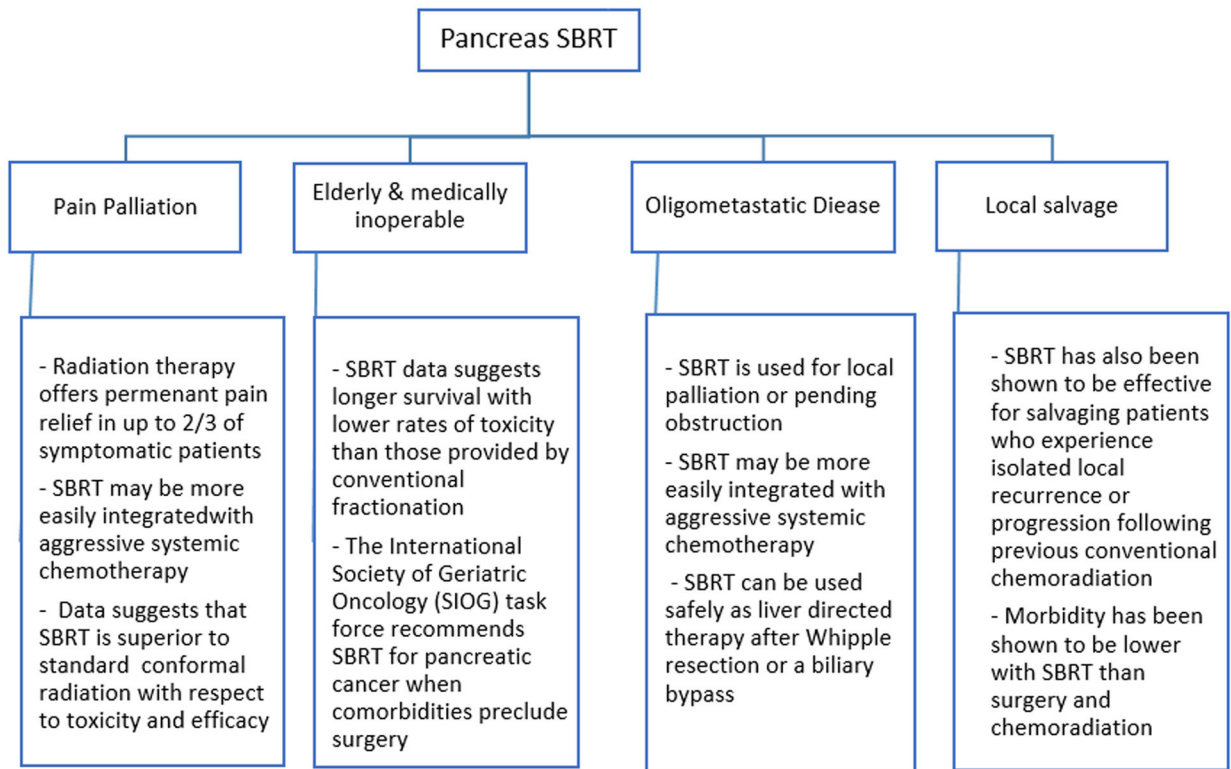 Pancreas SBRT
Pain Palliation
Elderly & medically
inoperable
Oligometastatic Diease
Local salvage
- Radiation therapy
offers permenant pain
relief in up to 2/3 of
symptomatic patients
- SBRT may be more
easily integratedwith
aggressive systemic
chemotherapy
- Data suggests that
SBRT is superior to
standard conformal
radiation with respect
to toxicity and efficacy
- SBRT data suggests
longer survival with
lower rates of toxicity
than those provided by
conventional
fractionation
- The International
Society of Geriatric
Oncology (SIOG) task
force recommends
SBRT for pancreatic
cancer when
comorbidities preclude
surgery
- SBRT is used for local
palliation or pending
obstruction
- SBRT may be more
easily integrated with
aggressive systemic
chemotherapy
- SBRT can be used
safely as liver directed
therapy after Whipple
resection or a biliary
bypass
- SBRT has also been
shown to be effective
for salvaging patients
who experience
isolated local
recurrence or
progression following
previous conventional
chemoradiation
- Morbidity has been
shown to be lower
with SBRT than
surgery and
chemoradiation